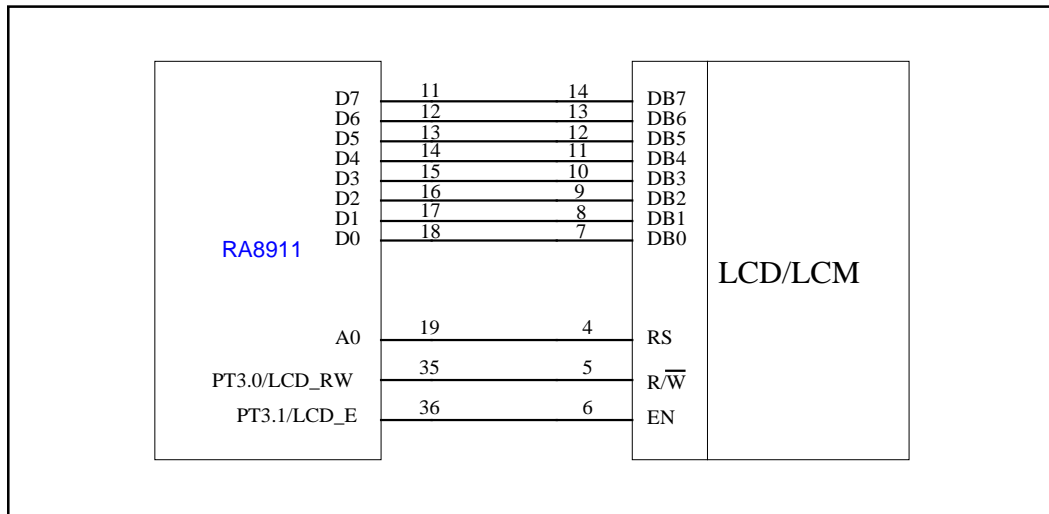 D7 11 14 DB7
D6 12 13 DB6
D5 13 12 DB5
D4 14 11 DB4
D3 15 10 DB3
D2 16 9 DB2
D1 17 8 DB1
D0 18 7 DB0
RA8911
LCD/LCM
A0 19 4 RS
PT3.0/LCD_RW 35 5 R/W̅
PT3.1/LCD_E 36 6 EN